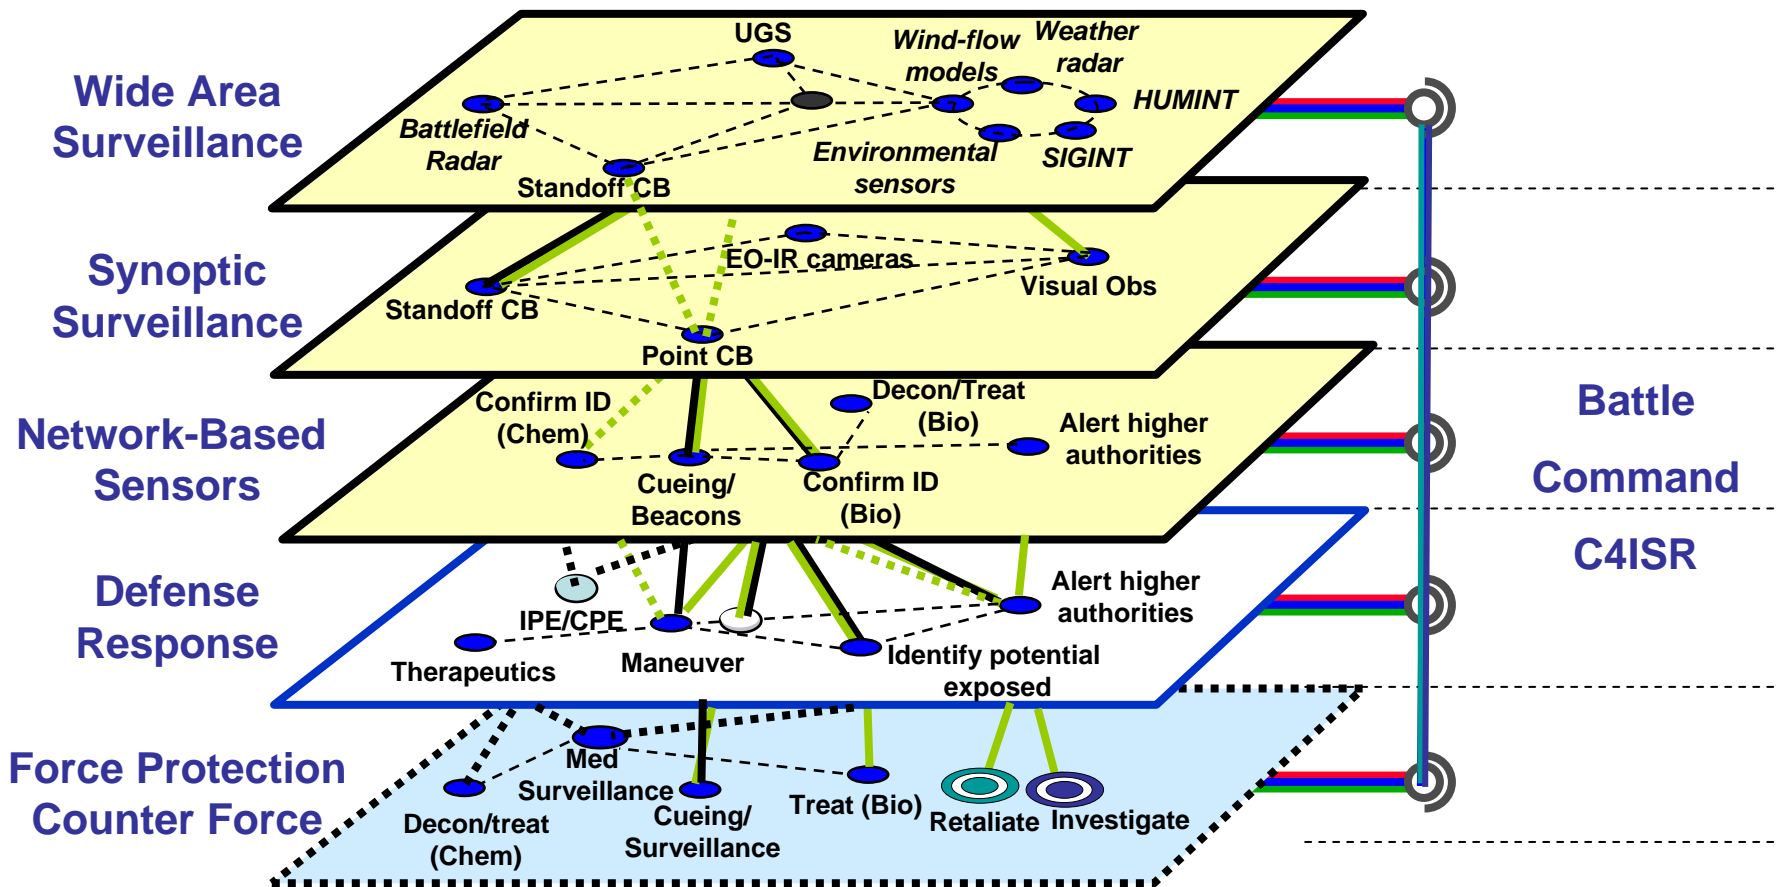 Wide Area
Surveillance
UGS
Wind-flow
models
Weather
radar
HUMINT
Battlefield
Radar
Environmental
sensors
SIGINT
Standoff CB
Synoptic
Surveillance
EO-IR cameras
Standoff CB
Visual Obs
Point CB
Network-Based
Sensors
Confirm ID
(Chem)
Decon/Treat
(Bio)
Alert higher
authorities
Cueing/
Beacons
Confirm ID
(Bio)
Battle
Command
C4ISR
Defense
Response
IPE/CPE
Alert higher
authorities
Therapeutics
Maneuver
Identify potential
exposed
Force Protection
Counter Force
Med
Surveillance
Decon/treat
(Chem)
Cueing/
Surveillance
Treat (Bio)
Retaliate
Investigate